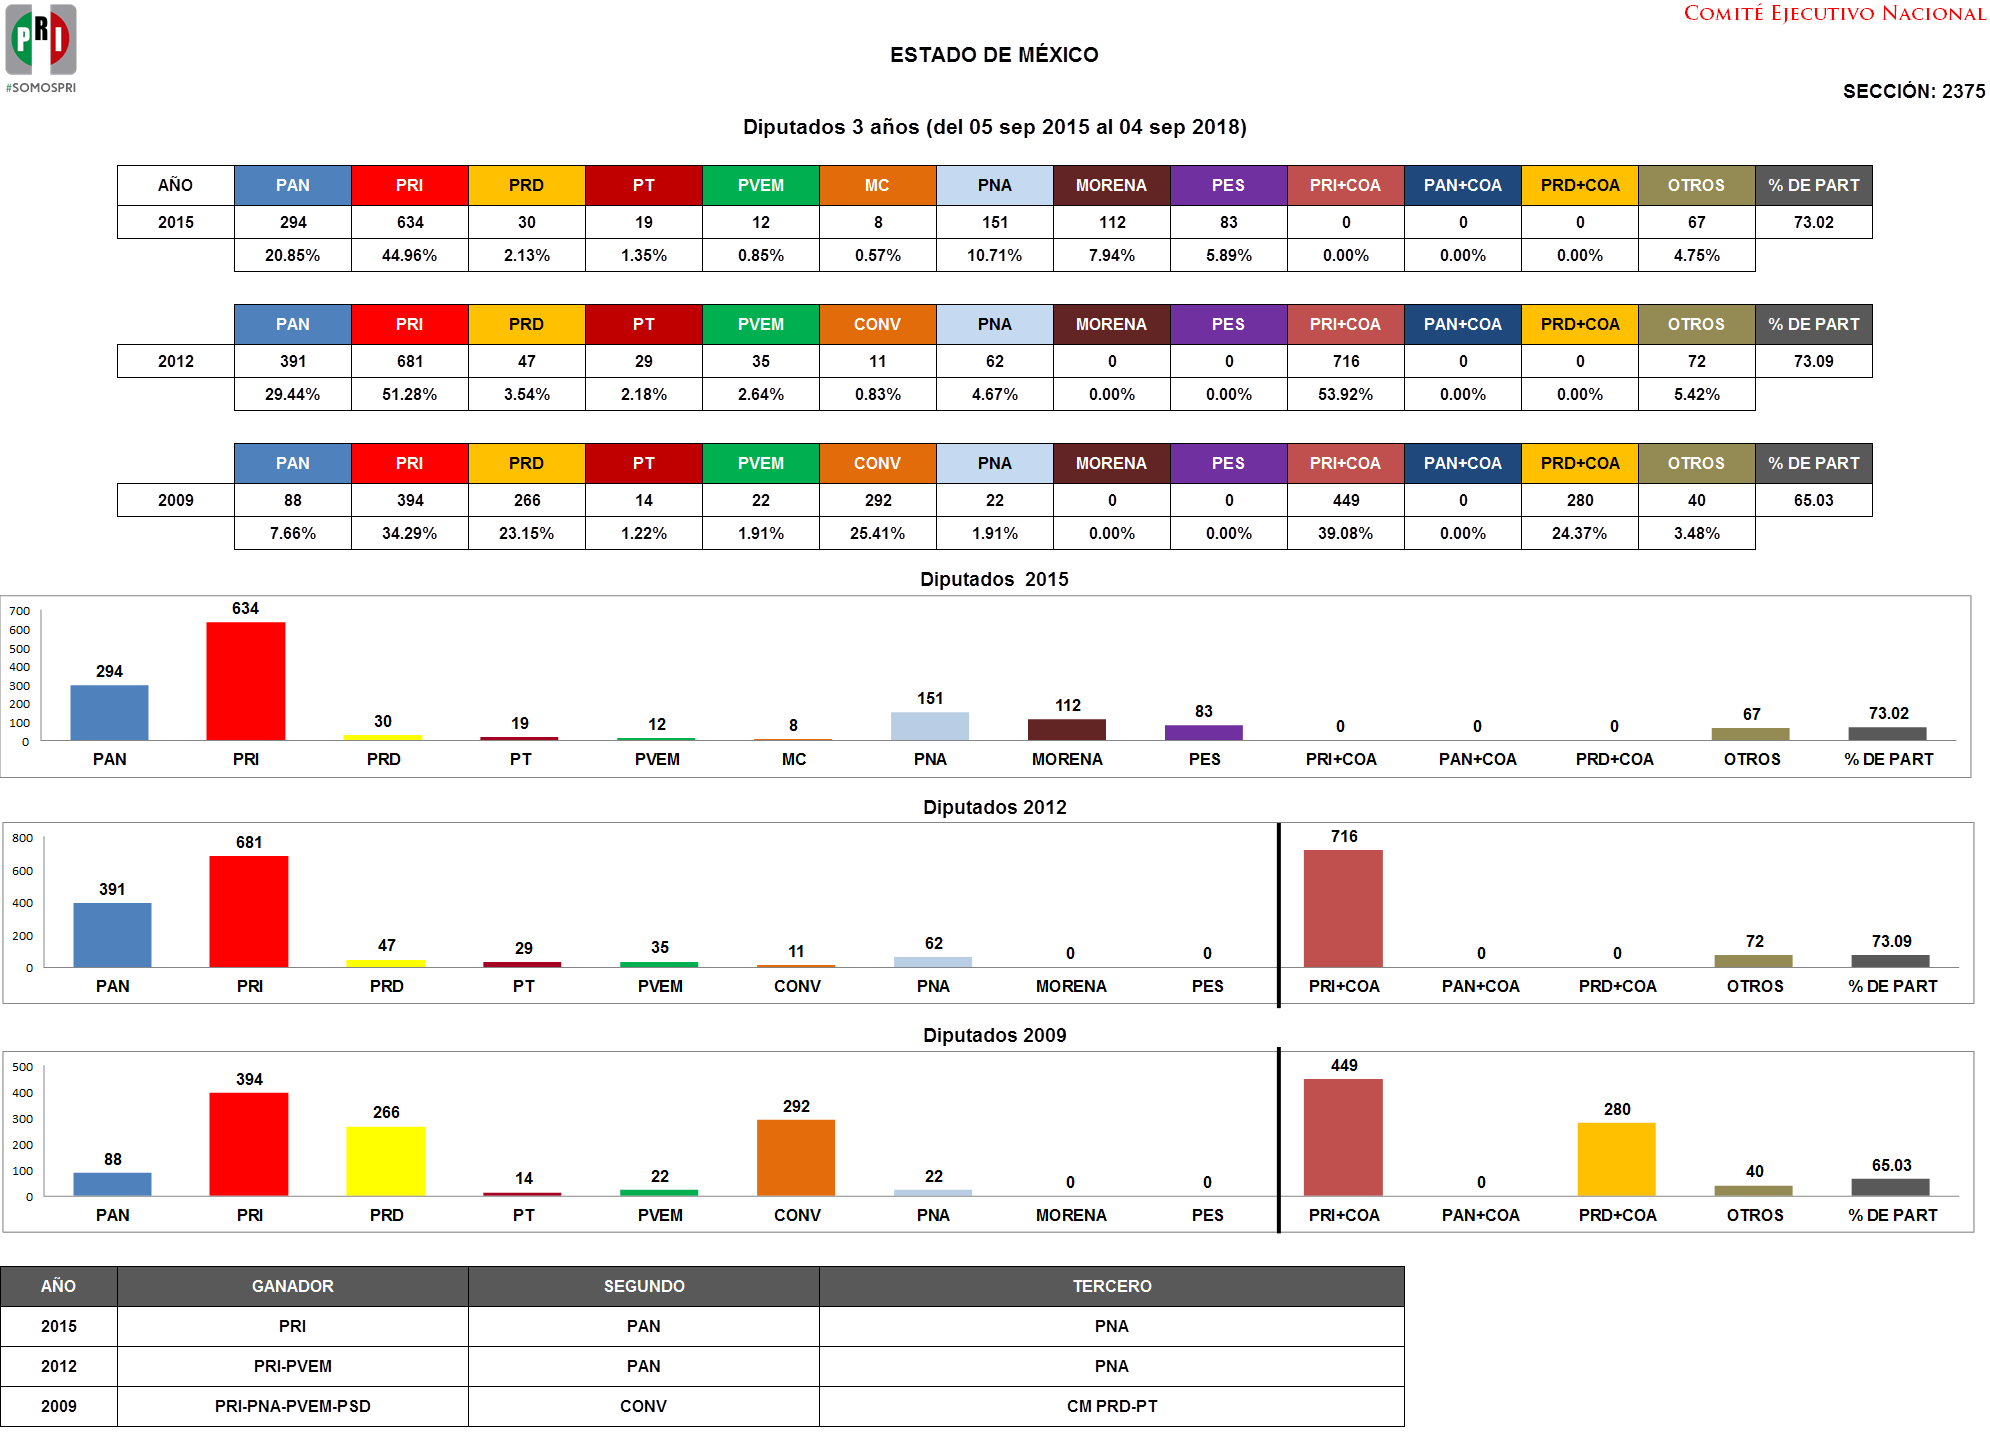 PRI
#SOMOSPRI
COMITÉ EJECUTIVO NACIONAL
ESTADO DE MÉXICO
SECCIÓN: 2375
Diputados 3 años (del 05 sep 2015 al 04 sep 2018)
AÑO PAN PRI PRD PT PVEM MC PNA MORENA PES PRI+COA PAN+COA PRD+COA OTROS % DE PART
2015 294 634 30 19 12 8 151 112 83 0 0 0 67 73.02
20.85% 44.96% 2.13% 1.35% 0.85% 0.57% 10.71% 7.94% 5.89% 0.00% 0.00% 0.00% 4.75%
PAN PRI PRD PT PVEM CONV PNA MORENA PES PRI+COA PAN+COA PRD+COA OTROS % DE PART
2012 391 681 47 29 35 11 62 0 0 716 0 0 72 73.09
29.44% 51.28% 3.54% 2.18% 2.64% 0.83% 4.67% 0.00% 0.00% 53.92% 0.00% 0.00% 5.42%
PAN PRI PRD PT PVEM CONV PNA MORENA PES PRI+COA PAN+COA PRD+COA OTROS % DE PART
2009 88 394 266 14 22 292 22 0 0 449 0 280 40 65.03
7.66% 34.29% 23.15% 1.22% 1.91% 25.41% 1.91% 0.00% 0.00% 39.08% 0.00% 24.37% 3.48%
Diputados 2015
700
600
500
400
300
200
100
0
294 634 30 19 12 8 151 112 83 0 0 0 67 73.02
PAN PRI PRD PT PVEM MC PNA MORENA PES PRI+COA PAN+COA PRD+COA OTROS % DE PART
Diputados 2012
800
600
400
200
0
391 681 47 29 35 11 62 0 0 716 0 0 72 73.09
PAN PRI PRD PT PVEM CONV PNA MORENA PES PRI+COA PAN+COA PRD+COA OTROS % DE PART
Diputados 2009
500
400
300
200
100
0
88 394 266 14 22 292 22 0 0 449 0 280 40 65.03
PAN PRI PRD PT PVEM CONV PNA MORENA PES PRI+COA PAN+COA PRD+COA OTROS % DE PART
AÑO GANADOR SEGUNDO TERCERO
2015 PRI PAN PNA
2012 PRI-PVEM PAN PNA
2009 PRI-PNA-PVEM-PSD CONV CM PRD-PT